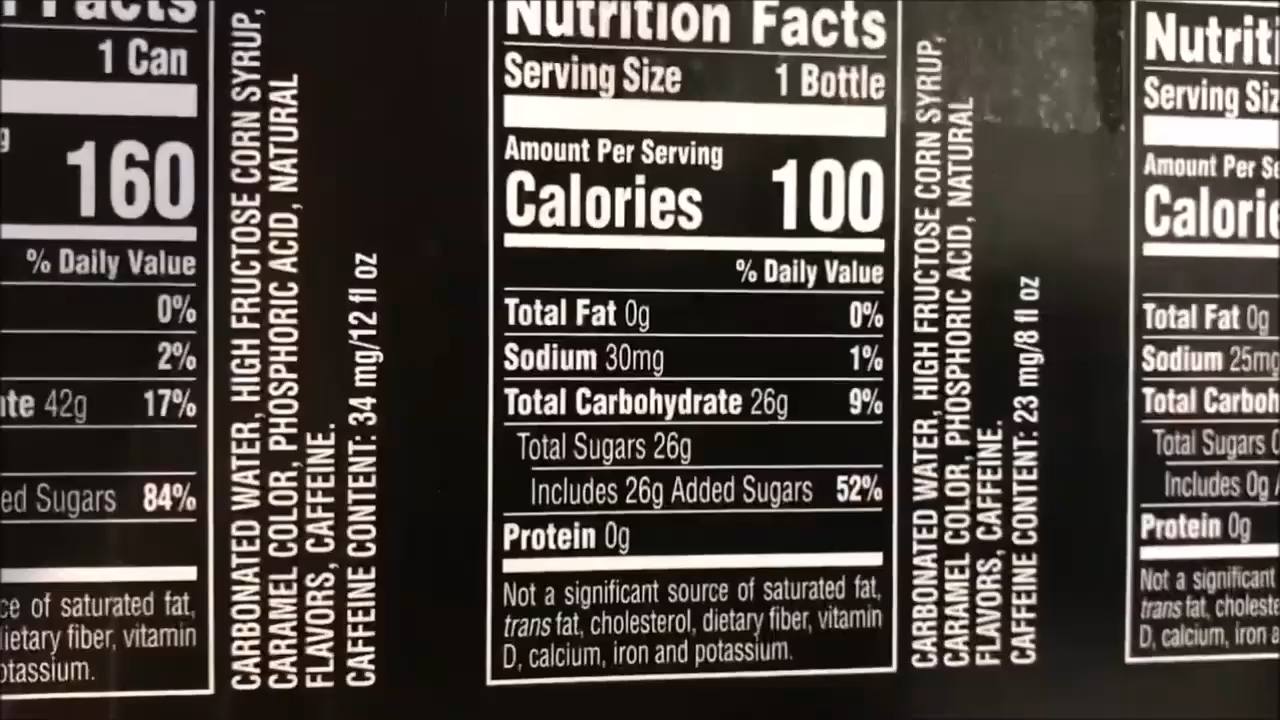 Facts
1 Can
160
% Daily Value
0%
2%
42g 17%
Sugars 84%
of saturated fat,
fiber, vitamin
CARBONATED WATER, HIGH FRUCTOSE CORN SYRUP,
CARAMEL COLOR, PHOSPHORIC ACID, NATURAL
FLAVORS, CAFFEINE.
CAFFEINE CONTENT: 34 mg/12 fl oz
Nutrition Facts
Serving Size 1 Bottle
Amount Per Serving
Calories 100
% Daily Value
Total Fat 0g 0%
Sodium 30mg 1%
Total Carbohydrate 26g 9%
Total Sugars 26g
Includes 26g Added Sugars 52%
Protein 0g
Not a significant source of saturated fat,
trans fat, cholesterol, dietary fiber, vitamin
D, calcium, iron and potassium.
CARBONATED WATER, HIGH FRUCTOSE CORN SYRUP,
CARAMEL COLOR, PHOSPHORIC ACID, NATURAL
FLAVORS, CAFFEINE.
CAFFEINE CONTENT: 23 mg/8 fl oz
Nutriti
Serving Siz
Amount Per Se
Calorie
Total Fat 0g
Sodium 25mg
Total Carboh
Total Sugars
Includes 0g
Protein 0g
Not a significant
trans fat, choleste
D, calcium, iron